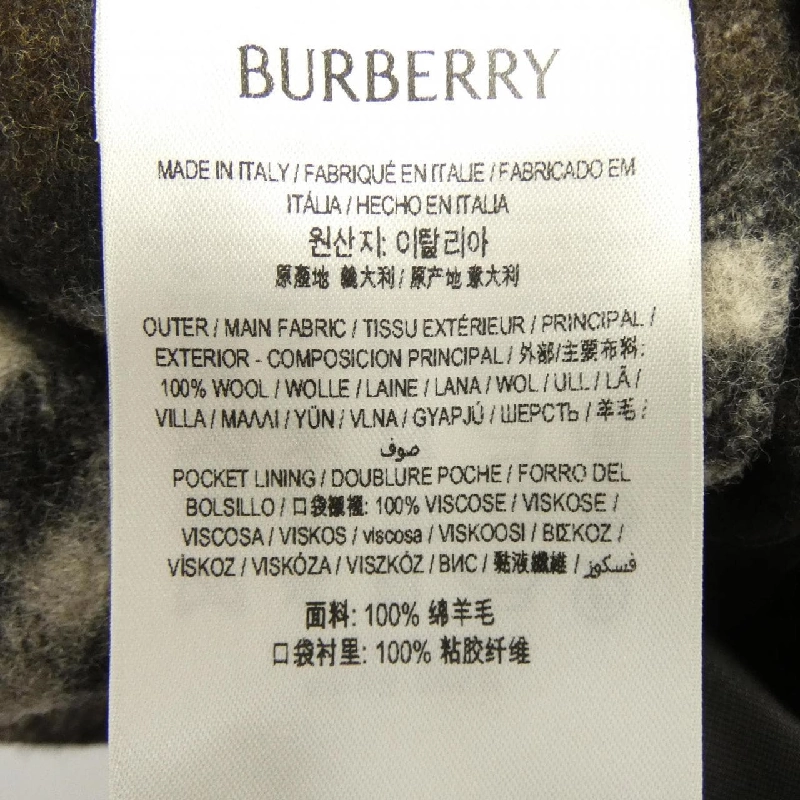 BURBERRY
MADE IN ITALY / FABRIQUÉ EN ITALIE / FABRICADO EM
ITÁLIA / HECHO EN ITALIA
원산지: 이탈리아
原產地 義大利 / 原产地 意大利
OUTER / MAIN FABRIC / TISSU EXTÉRIEUR / PRINCIPAL /
EXTERIOR - COMPOSICION PRINCIPAL / 外部/主要布料:
100% WOOL / WOLLE / LAINE / LANA / WOL / ULL / LÃ /
VILLA / ΜΑΛΛΙ / YÜN / VLNA / GYAPJÚ / ШЕРСТЬ / 羊毛 /
صوف
POCKET LINING / DOUBLURE POCHE / FORRO DEL
BOLSILLO / 口袋襯裡: 100% VISCOSE / VISKOSE /
VISCOSA / VISKOS / viscosa / VISKOOSI / ΒΙΣΚΟΖ /
VİSKOZ / VISKÓZA / VISZKÓZ / ВИС / 黏液纖維 / فسكوز
面料: 100% 绵羊毛
口袋衬里: 100% 粘胶纤维